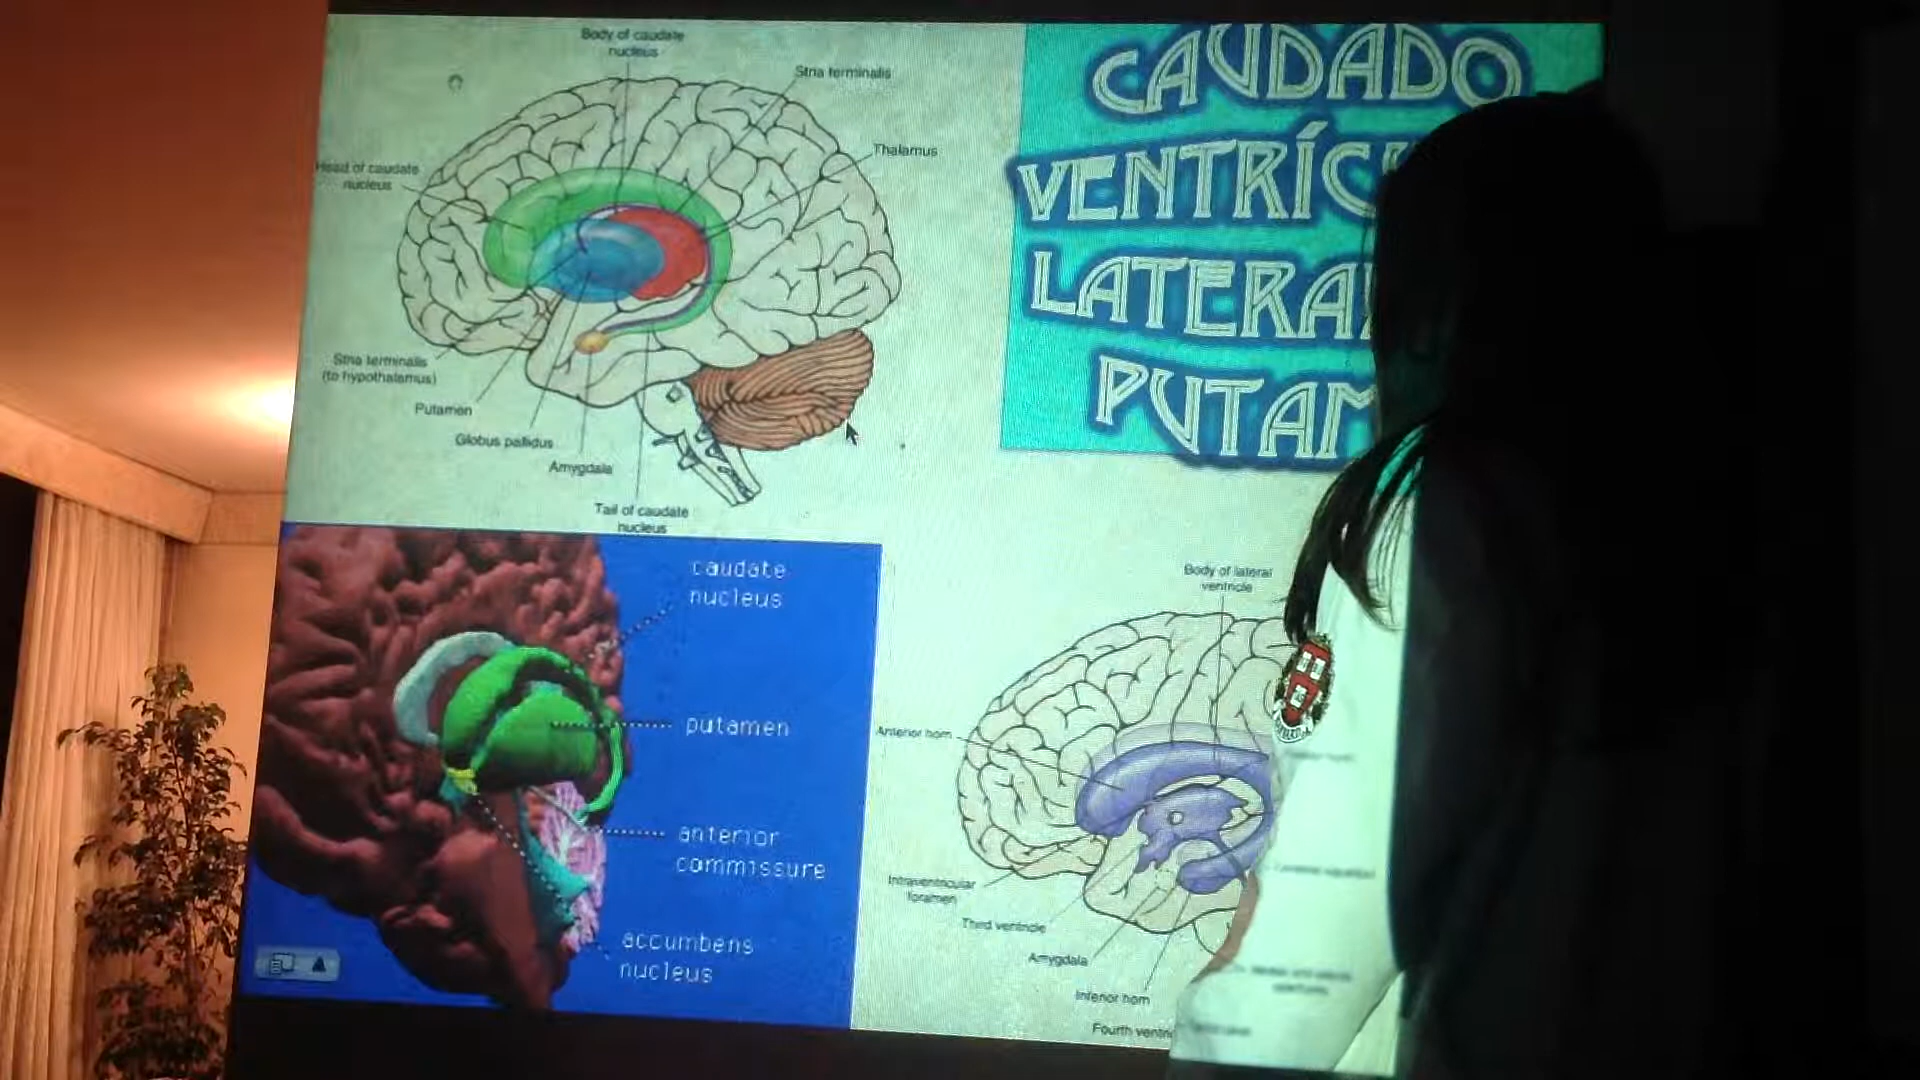 Body of caudate
nucleus
Stria terminalis
Thalamus
Head of caudate
nucleus
Stria terminalis
(to hypothalamus)
Putamen
Globus pallidus
Amygdala
Tail of caudate
nucleus
CAUDADO
VENTRÍC
LATERA
PUTAM
caudate
nucleus
putamen
anterior
commissure
accumbens
nucleus
Body of lateral
ventricle
Anterior horn
Intraventricular
foramen
Third ventricle
Amygdala
Inferior horn
Fourth ventric